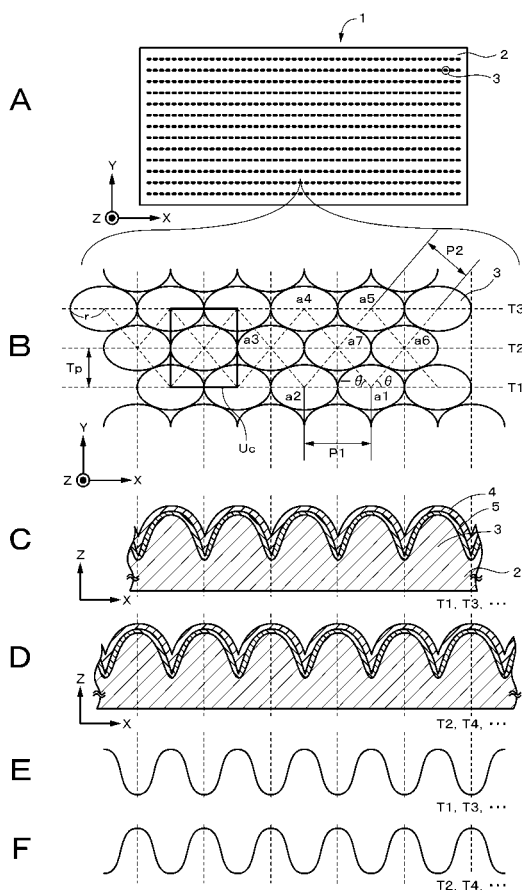 1
A
2
3
Y
Z X
P2
3
a4 a5
T3
r
B
a3 a7 a6
T2
Tp
-θ θ
T1
a2 a1
Uc
P1
Y
Z X
4
C
5
3
Z
2
X
T1, T3, ･･･
D
Z
X
T2, T4, ･･･
E
T1, T3, ･･･
F
T2, T4, ･･･